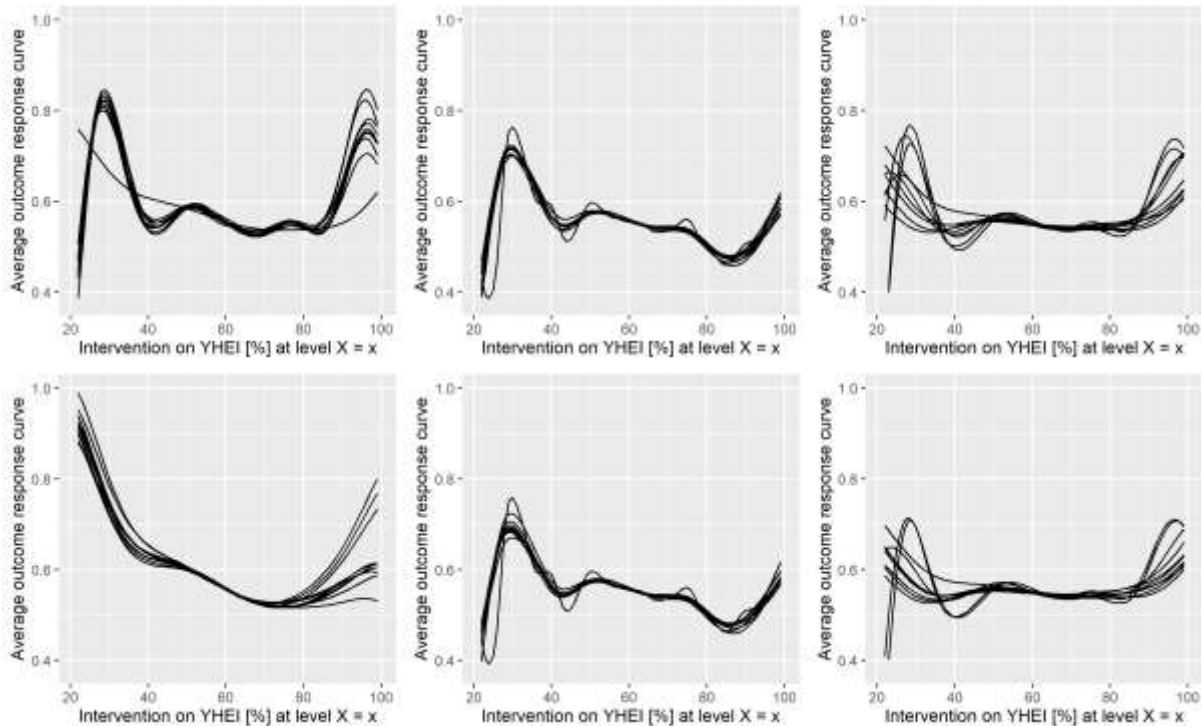 1.0
0.8
0.6
0.4
Average outcome response curve
20 40 60 80 100
Intervention on YHEI [%] at level X = x
1.0
0.8
0.6
0.4
Average outcome response curve
20 40 60 80 100
Intervention on YHEI [%] at level X = x
1.0
0.8
0.6
0.4
Average outcome response curve
20 40 60 80 100
Intervention on YHEI [%] at level X = x
1.0
0.8
0.6
0.4
Average outcome response curve
20 40 60 80 100
Intervention on YHEI [%] at level X = x
1.0
0.8
0.6
0.4
Average outcome response curve
20 40 60 80 100
Intervention on YHEI [%] at level X = x
1.0
0.8
0.6
0.4
Average outcome response curve
20 40 60 80 100
Intervention on YHEI [%] at level X = x